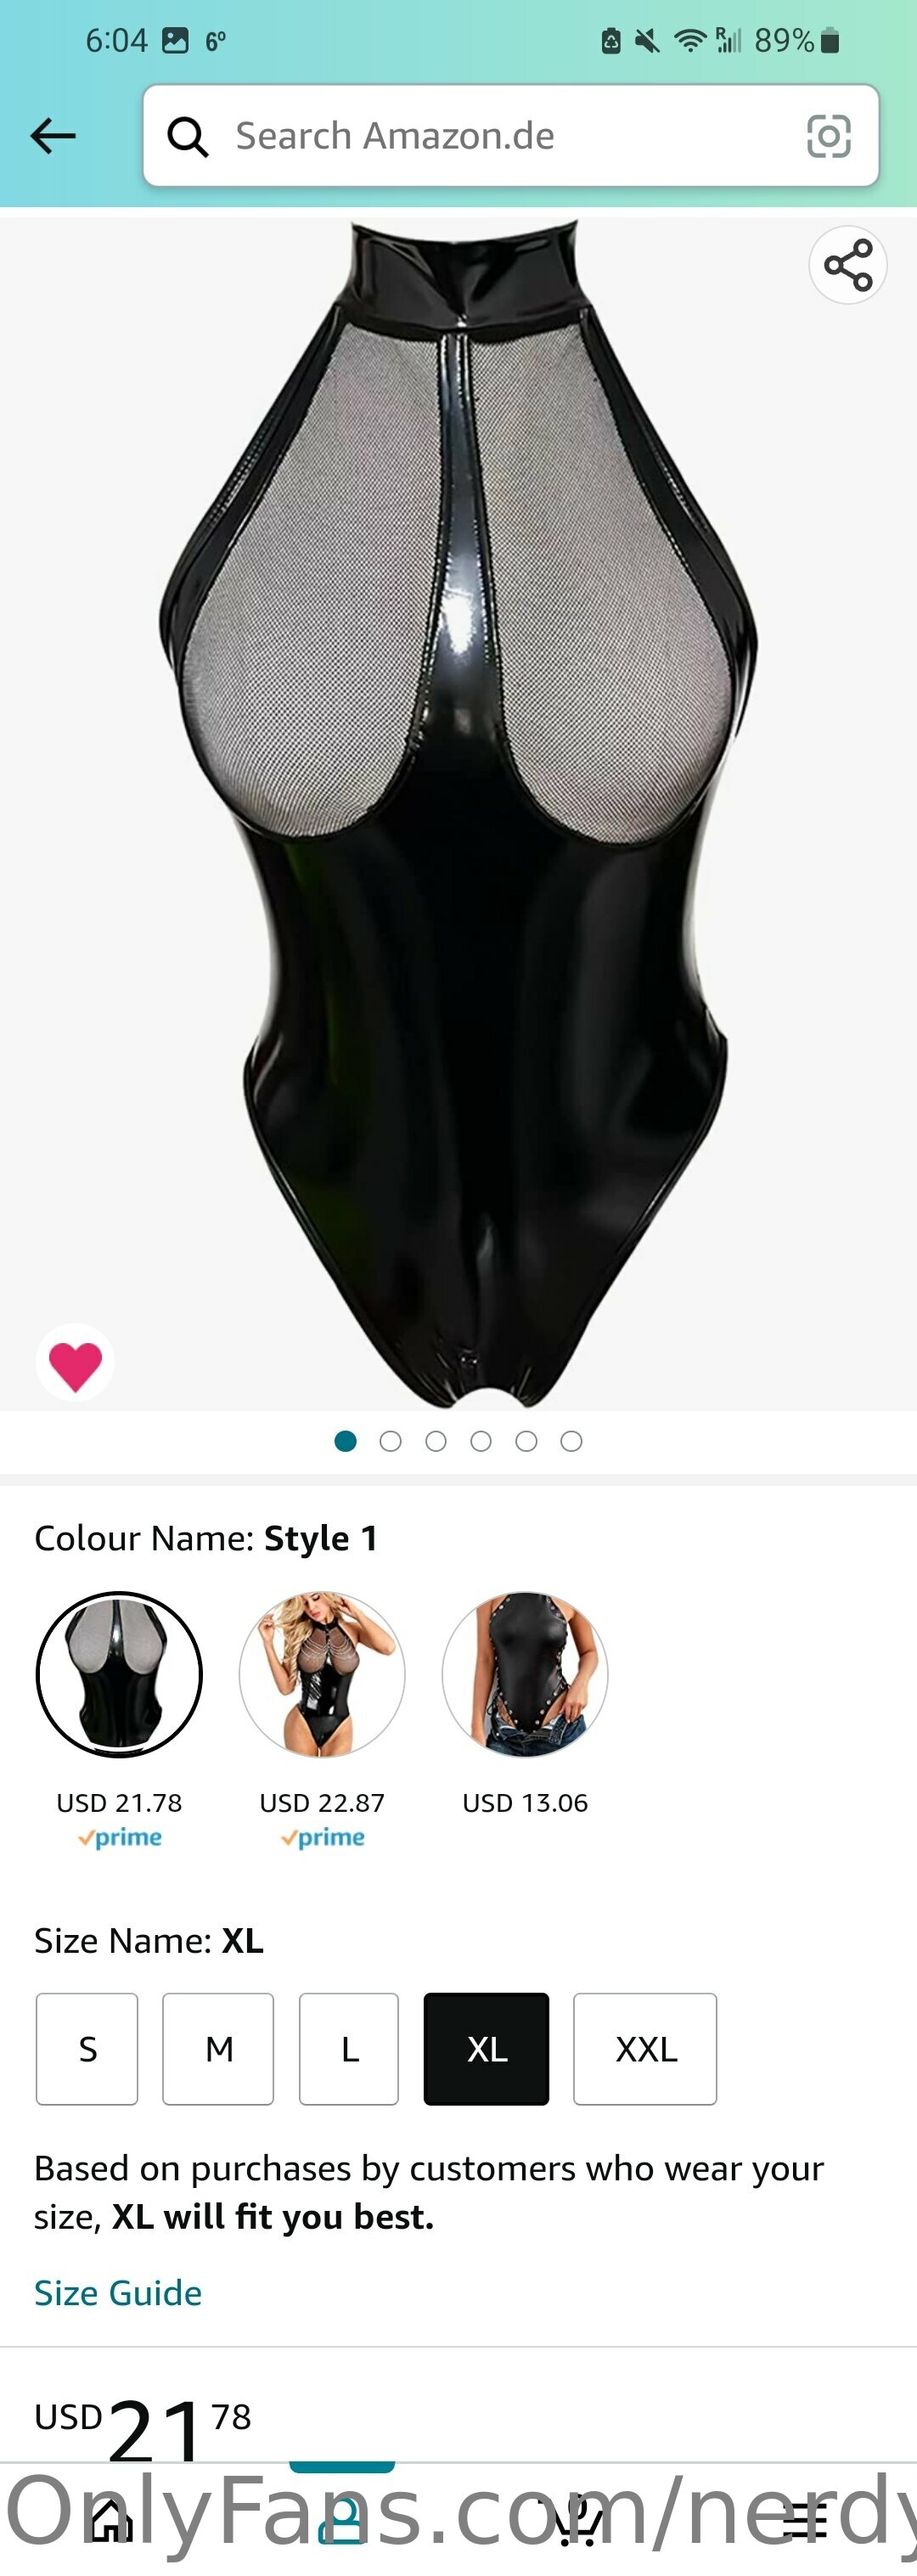 6:04 6° R 89%
Search Amazon.de
Colour Name: Style 1
USD 21.78 USD 22.87 USD 13.06
prime prime
Size Name: XL
S M L XL XXL
Based on purchases by customers who wear your
size, XL will fit you best.
Size Guide
USD 21 78
OnlyFans.com/nerdy
0